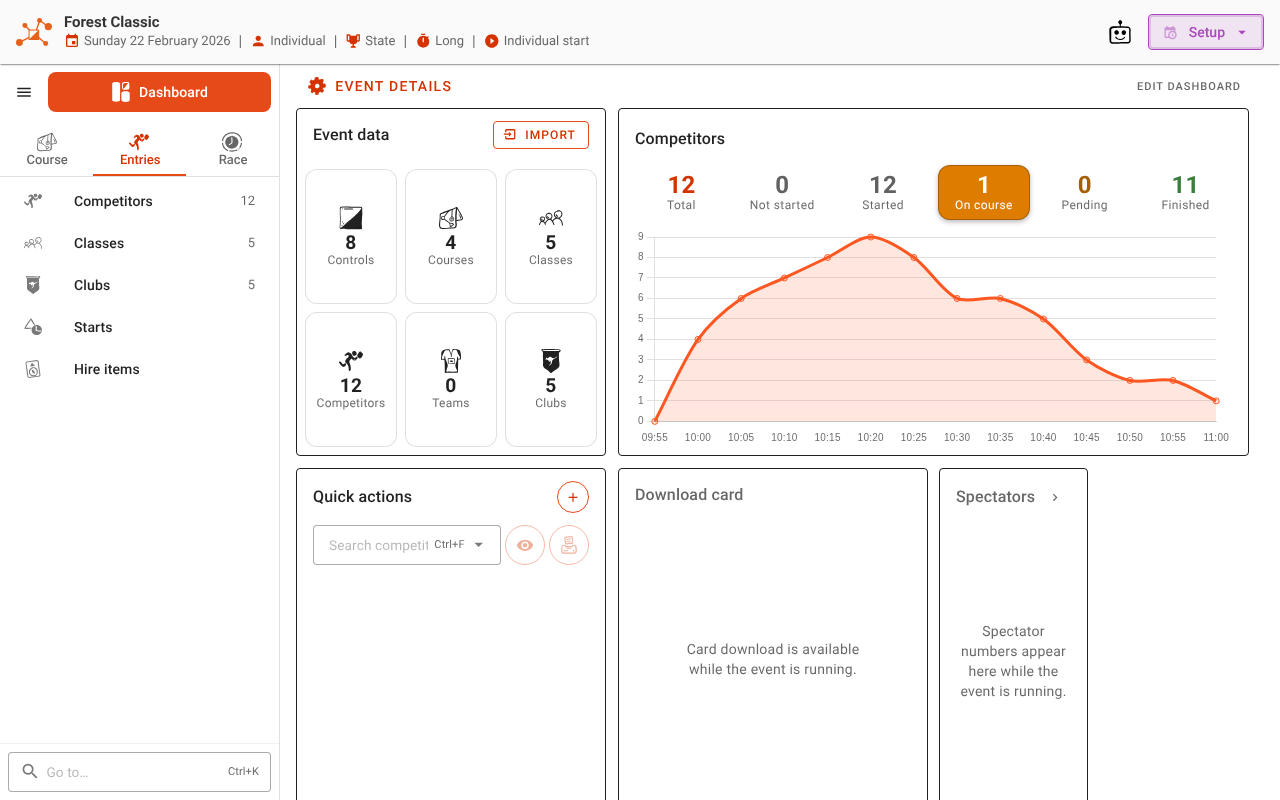 Forest Classic
Sunday 22 February 2026 | Individual | State | Long | Individual start
Setup
Dashboard
Course
Entries
Race
Competitors 12
Classes 5
Clubs 5
Starts
Hire items
Go to… Ctrl+K
EVENT DETAILS
EDIT DASHBOARD
Event data
IMPORT
8
Controls
4
Courses
5
Classes
12
Competitors
0
Teams
5
Clubs
Competitors
12
Total
0
Not started
12
Started
1
On course
0
Pending
11
Finished
9
8
7
6
5
4
3
2
1
0
09:55 10:00 10:05 10:10 10:15 10:20 10:25 10:30 10:35 10:40 10:45 10:50 10:55 11:00
Quick actions
Search competit Ctrl+F
Download card
Card download is available
while the event is running.
Spectators
Spectator
numbers appear
here while the
event is running.